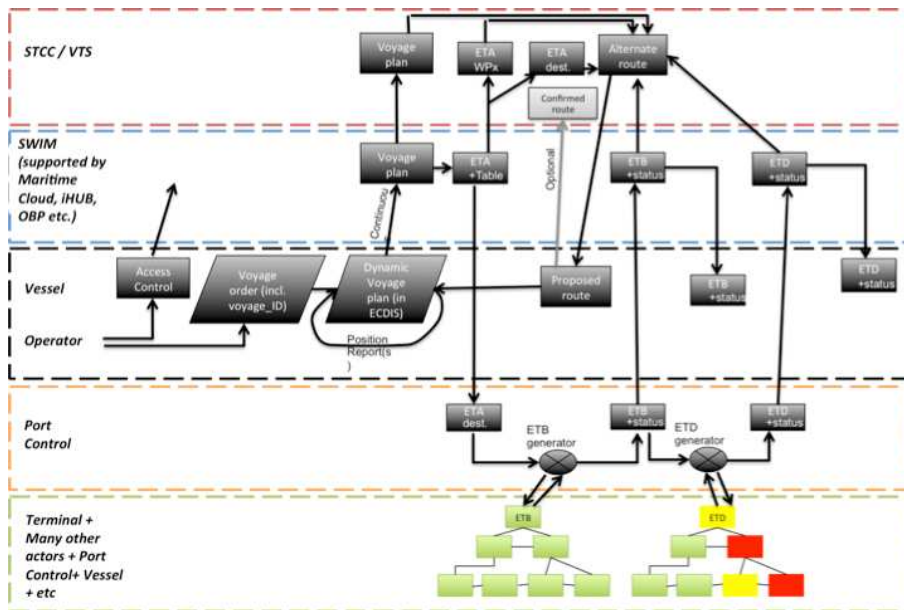 STCC / VTS
Voyage
plan
ETA
WPx
ETA
dest.
Alternate
route
Confirmed
route
SWIM
(supported by
Maritime
Cloud, iHUB,
OBP etc.)
Voyage
plan
ETA
+Table
Optional
ETB
+status
ETD
+status
Continuou
Vessel
Access
Control
Voyage
order (incl.
voyage_ID)
Dynamic
Voyage
plan (in
ECDIS)
Proposed
route
ETB
+status
ETD
+status
Operator
Position
Report(s
)
Port
Control
ETA
dest.
ETB
generator
ETB
+status
ETD
generator
ETD
+status
Terminal +
Many other
actors + Port
Control+ Vessel
+ etc
ETB
ETD